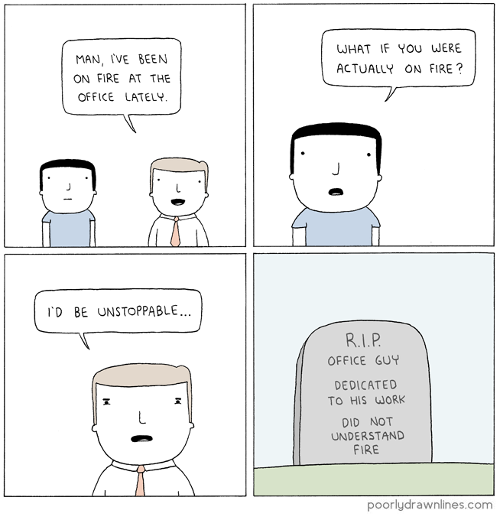 MAN, I'VE BEEN
ON FIRE AT THE
OFFICE LATELY.
WHAT IF YOU WERE
ACTUALLY ON FIRE?
I'D BE UNSTOPPABLE...
R.I.P.
OFFICE GUY
DEDICATED
TO HIS WORK
DID NOT
UNDERSTAND
FIRE
poorlydrawnlines.com